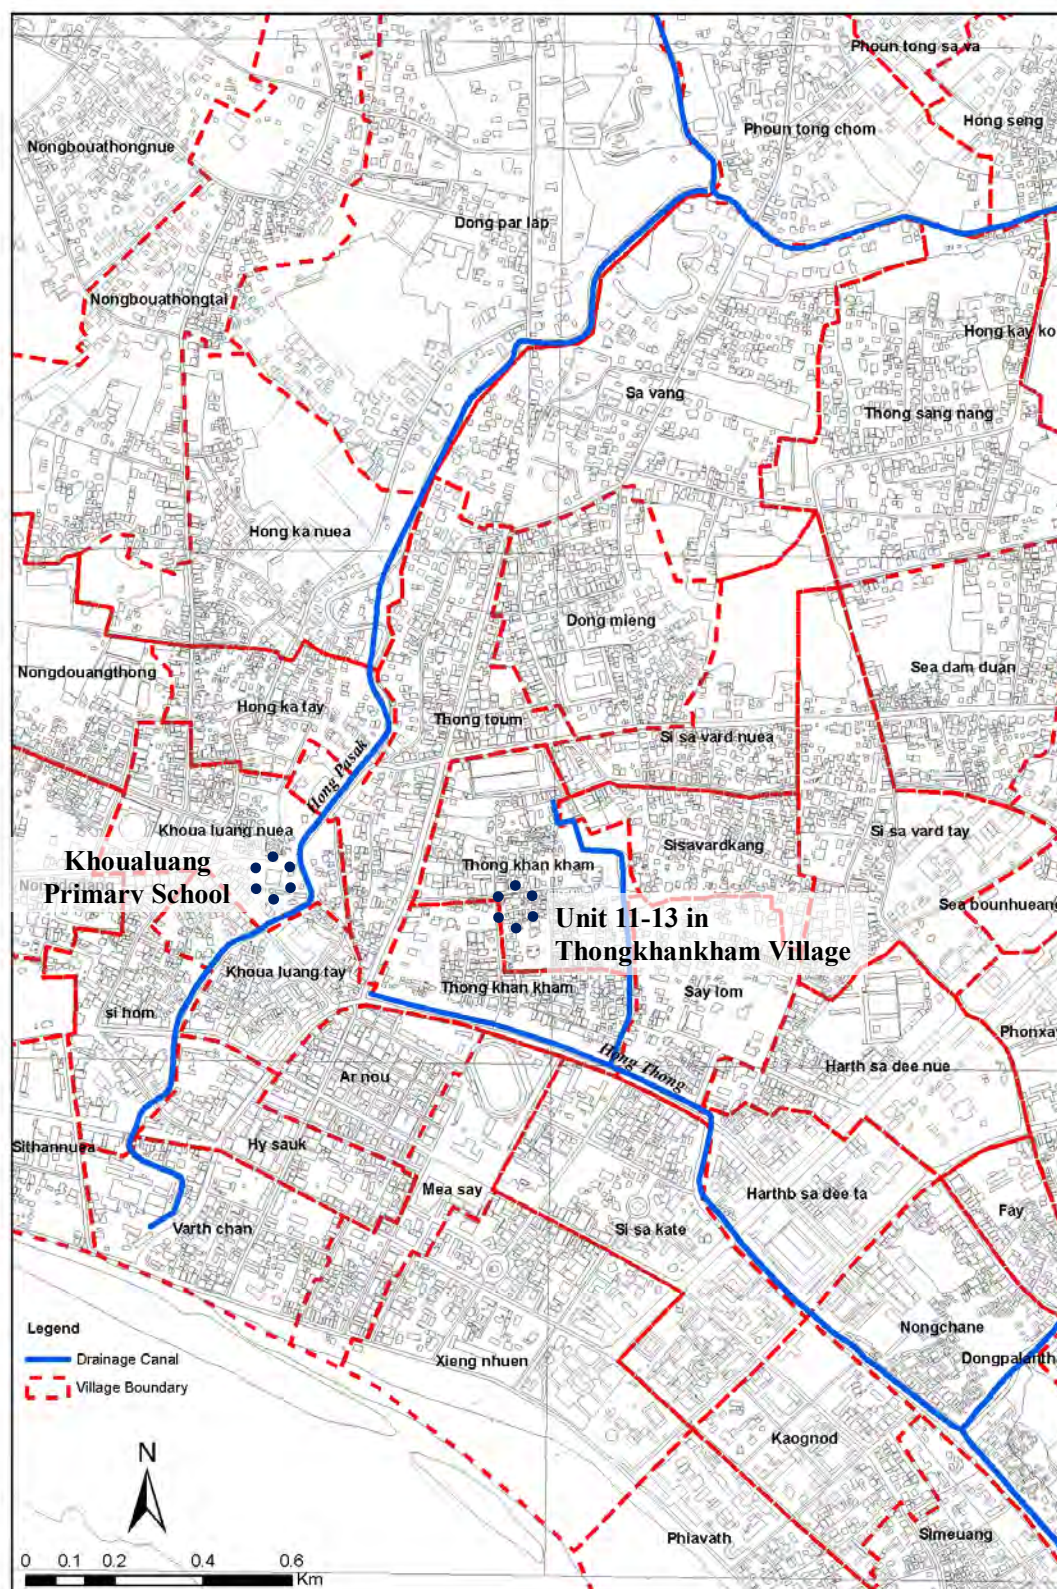 Phoun tong sa va
Nongbouathongnue
Phoun tong chom
Hong seng
Dong par lap
Nongbouathongtai
Hong kay ko
Sa vang
Thong sang nang
Hong ka nuea
Dong mieng
Nongdouangthong
Sea dam duan
Hong ka tay
Thong toum
Si sa vard nuea
Hong Pasak
Khoua luang nuea
Si sa vard tay
Sisavardkang
Thong khan kham
Khoualuang
Primary School
Sea bounhueang
Unit 11-13 in
Thongkhankham Village
Khoua luang tay
Thong khan kham
Say lom
si hom
Phonxay
Hong Thong
Harth sa dee nue
Ar nou
Sithannuea
Hy sauk
Mea say
Harthb sa dee ta
Fay
Varth chan
Si sa kate
Nongchane
Legend
Drainage Canal
Village Boundary
Xieng nhuen
Dongpalanth
Kaognod
N
Phiavath
Simeuang
0 0.1 0.2 0.4 0.6
Km